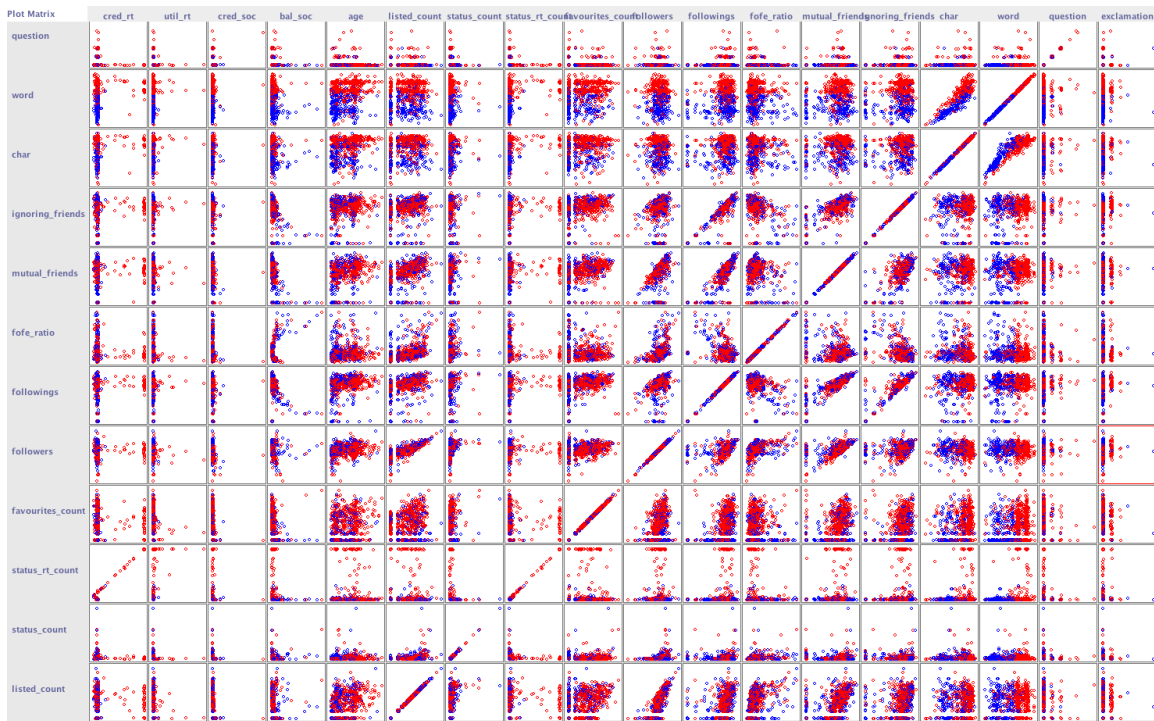 Plot Matrix cred_rt util_rt cred_soc bal_soc age listed_count status_count status_rt_count favourites_count followers followings fofe_ratio mutual_friends ignoring_friends char word question exclamation
question
word
char
ignoring_friends
mutual_friends
fofe_ratio
followings
followers
favourites_count
status_rt_count
status_count
listed_count